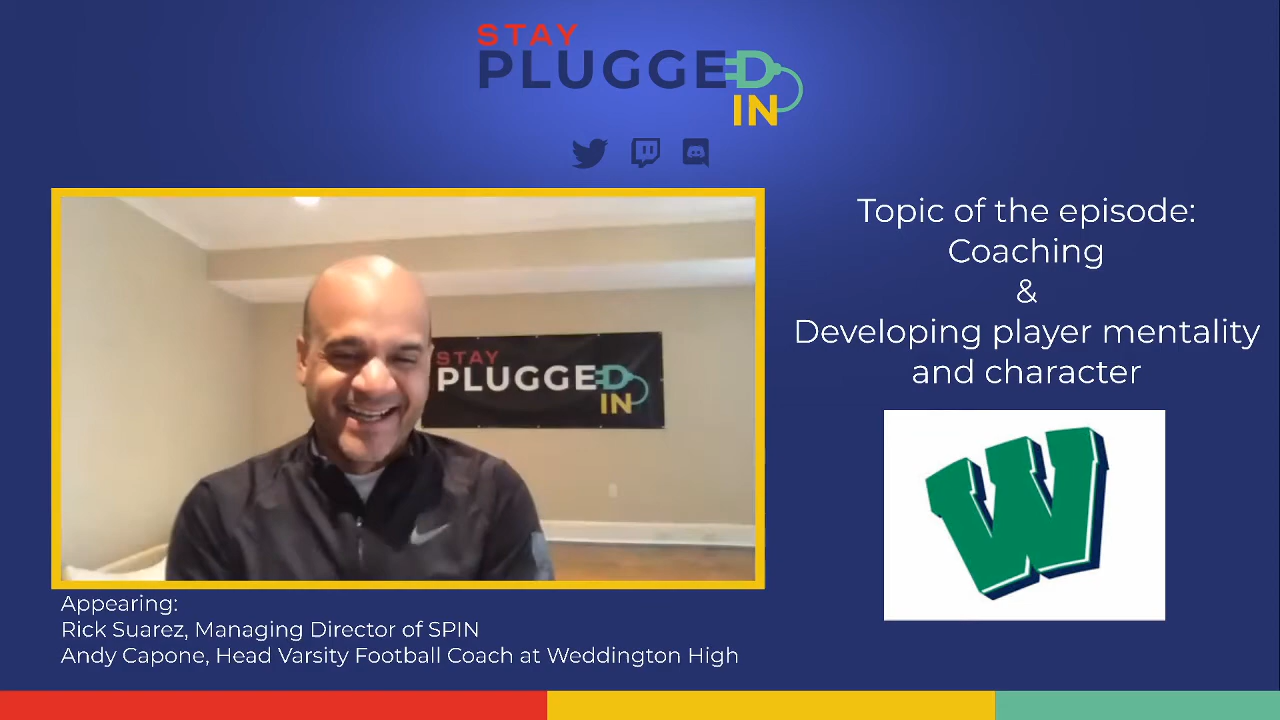 STAY
PLUGGED
IN
Topic of the episode:
Coaching
&
Developing player mentality
and character
STAY
PLUGGED
IN
W
Appearing:
Rick Suarez, Managing Director of SPIN
Andy Capone, Head Varsity Football Coach at Weddington High